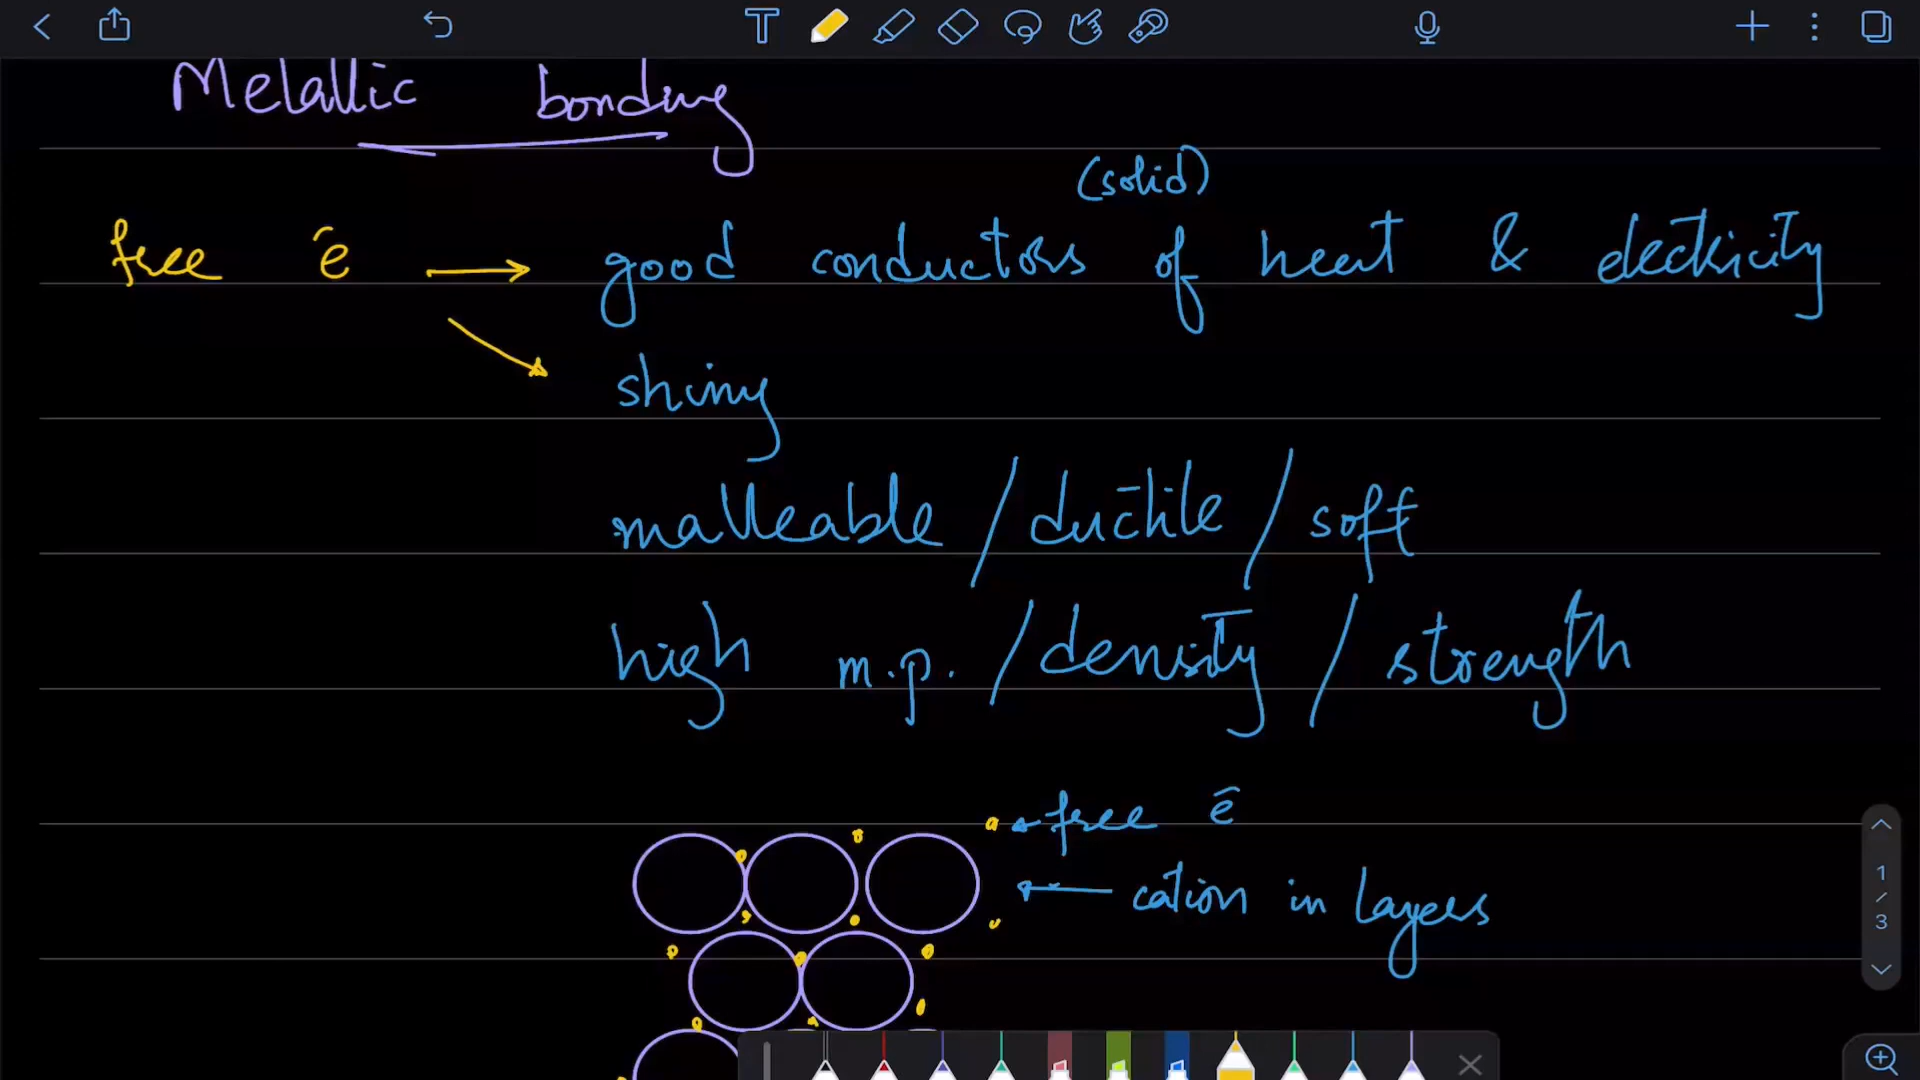 Metallic bonding
(solid)
free ē → good conductors of heat & electricity
shiny
malleable / ductile / soft
high m.p. / density / strength
free ē
cation in layers
1
/
3